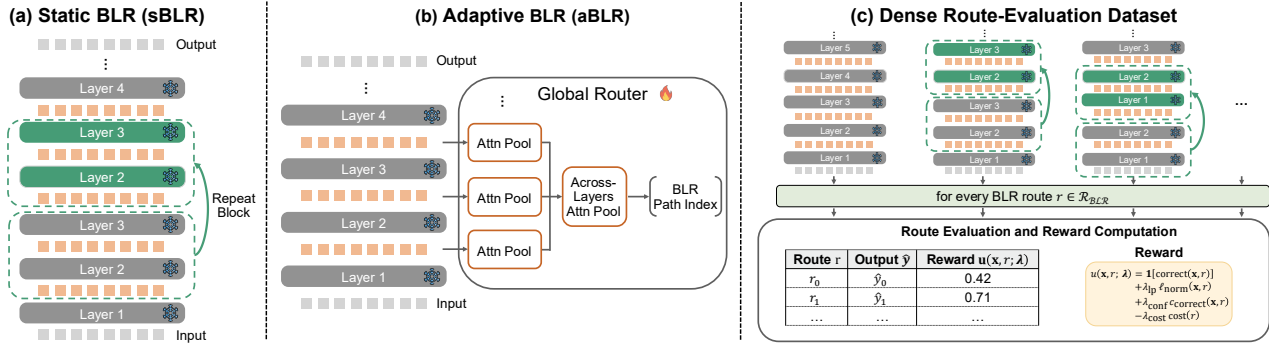 (a) Static BLR (sBLR)
Output
⋮
Layer 4
Layer 3
Layer 2
Repeat
Block
Layer 3
Layer 2
Layer 1
Input
(b) Adaptive BLR (aBLR)
Output
⋮
Layer 4
Layer 3
Layer 2
Layer 1
Input
Global Router
⋮
Attn Pool
Attn Pool
Attn Pool
Across-
Layers
Attn Pool
BLR
Path Index
(c) Dense Route-Evaluation Dataset
...
Layer 5
Layer 4
Layer 3
Layer 2
Layer 1
...
Layer 3
Layer 2
Layer 3
Layer 2
Layer 1
...
Layer 3
Layer 2
Layer 1
Layer 2
Layer 1
...
for every BLR route r ∈ ℛ_BLR
Route Evaluation and Reward Computation
Route r Output ŷ Reward u(x, r; λ)
r₀ ŷ₀ 0.42
r₁ ŷ₁ 0.71
... ... ...
Reward
u(x, r; λ) = 1[correct(x, r)]
+λ_lp ℓ_norm(x, r)
+λ_conf c_correct(x, r)
−λ_cost cost(r)